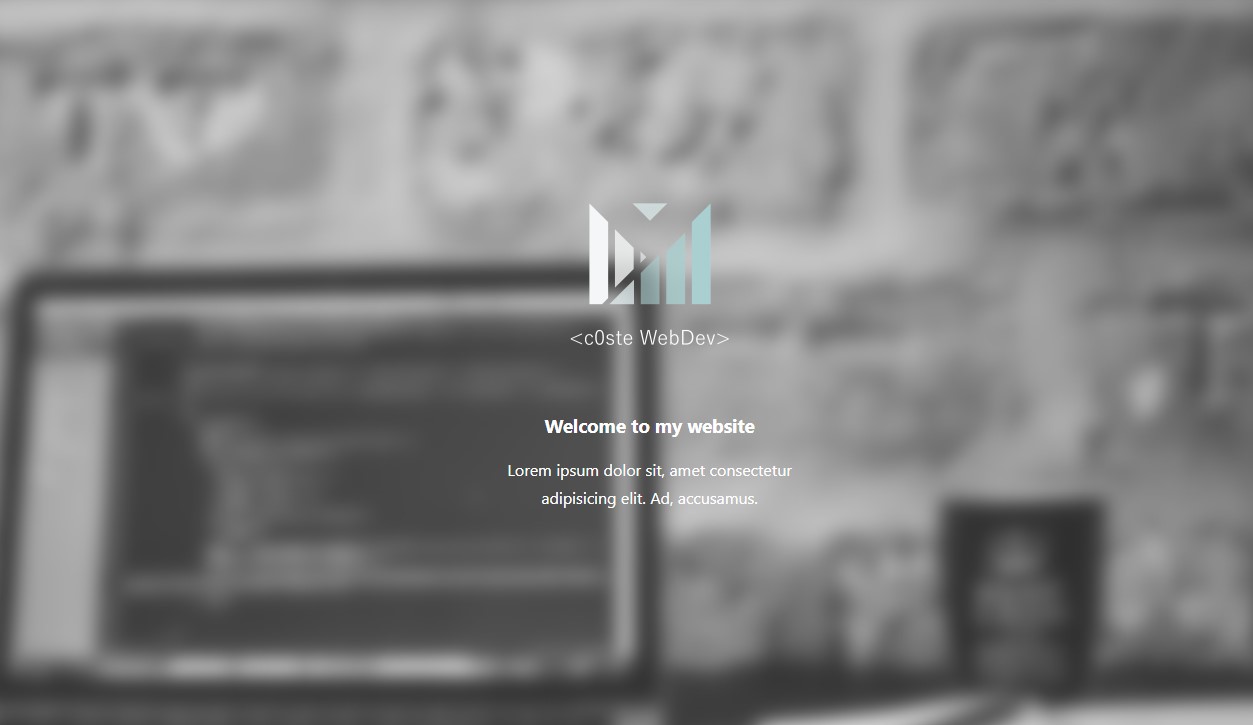 <c0ste WebDev>
Welcome to my website
Lorem ipsum dolor sit, amet consectetur
adipisicing elit. Ad, accusamus.